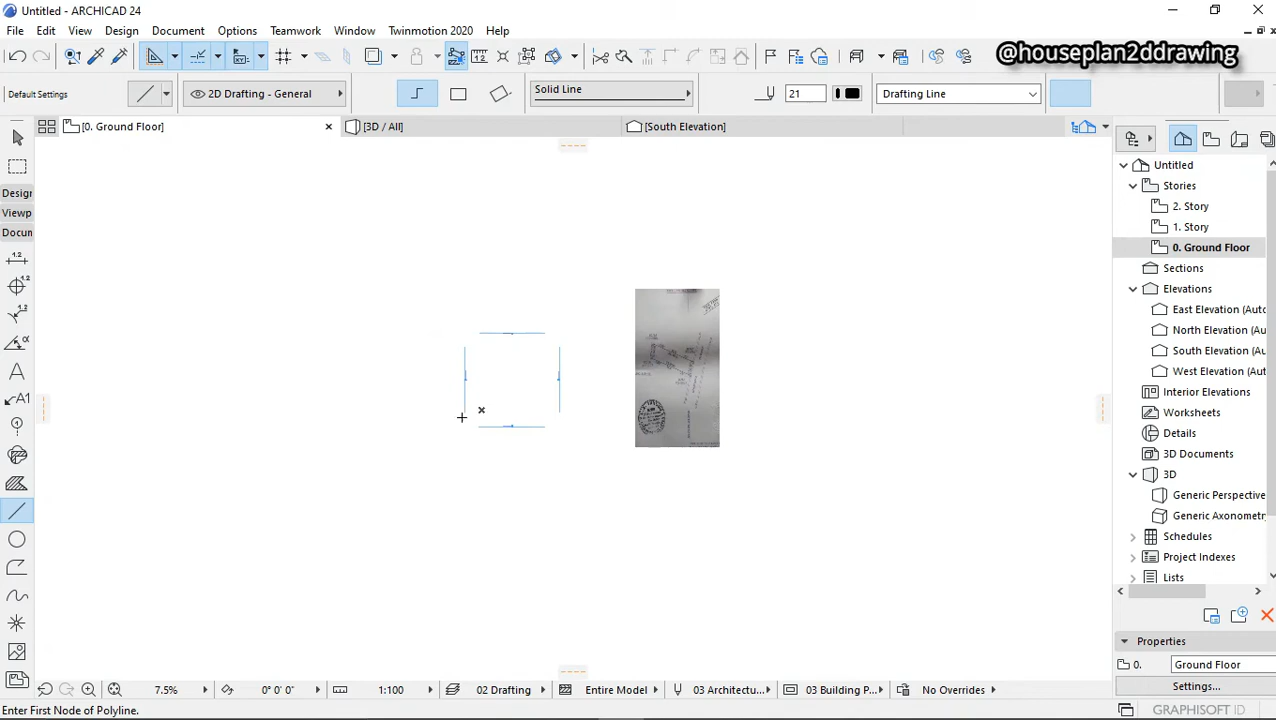 Untitled - ARCHICAD 24
File Edit View Design Document Options Teamwork Window Twinmotion 2020 Help
@houseplan2ddrawing
Default Settings
2D Drafting - General
Solid Line
21
Drafting Line
[0. Ground Floor]
[3D / All]
[South Elevation]
Design
Viewp
Docum
Untitled
Stories
2. Story
1. Story
0. Ground Floor
Sections
Elevations
East Elevation (Auto
North Elevation (Aut
South Elevation (Aut
West Elevation (Auto
Interior Elevations
Worksheets
Details
3D Documents
3D
Generic Perspective
Generic Axonometr
Schedules
Project Indexes
Lists
Properties
0.
Ground Floor
Settings...
7.5%
0° 0' 0"
1:100
02 Drafting
Entire Model
03 Architectu...
03 Building P...
No Overrides
Enter First Node of Polyline.
GRAPHISOFT ID